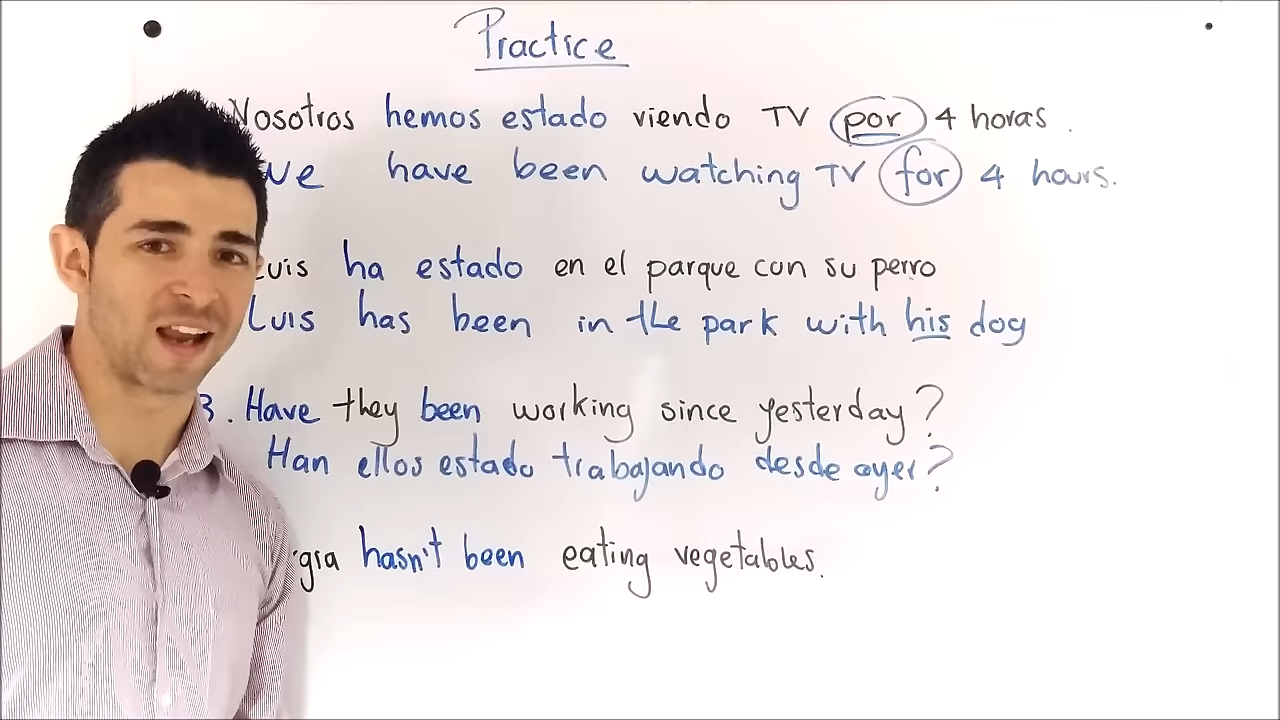 Practice
Nosotros hemos estado viendo TV por 4 horas.
We have been watching TV for 4 hours.
Luis ha estado en el parque con su perro
Luis has been in the park with his dog
3. Have they been working since yesterday?
Han ellos estado trabajando desde ayer?
hasn't been eating vegetables.